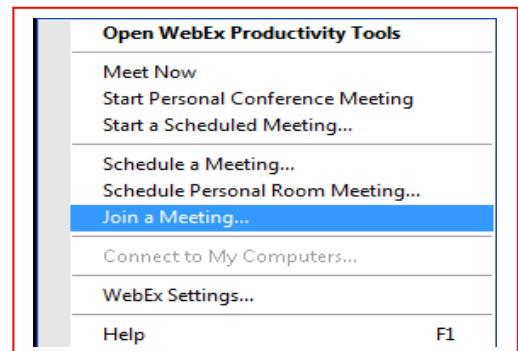 Open WebEx Productivity Tools
Meet Now
Start Personal Conference Meeting
Start a Scheduled Meeting...
Schedule a Meeting...
Schedule Personal Room Meeting...
Join a Meeting...
Connect to My Computers...
WebEx Settings...
Help F1